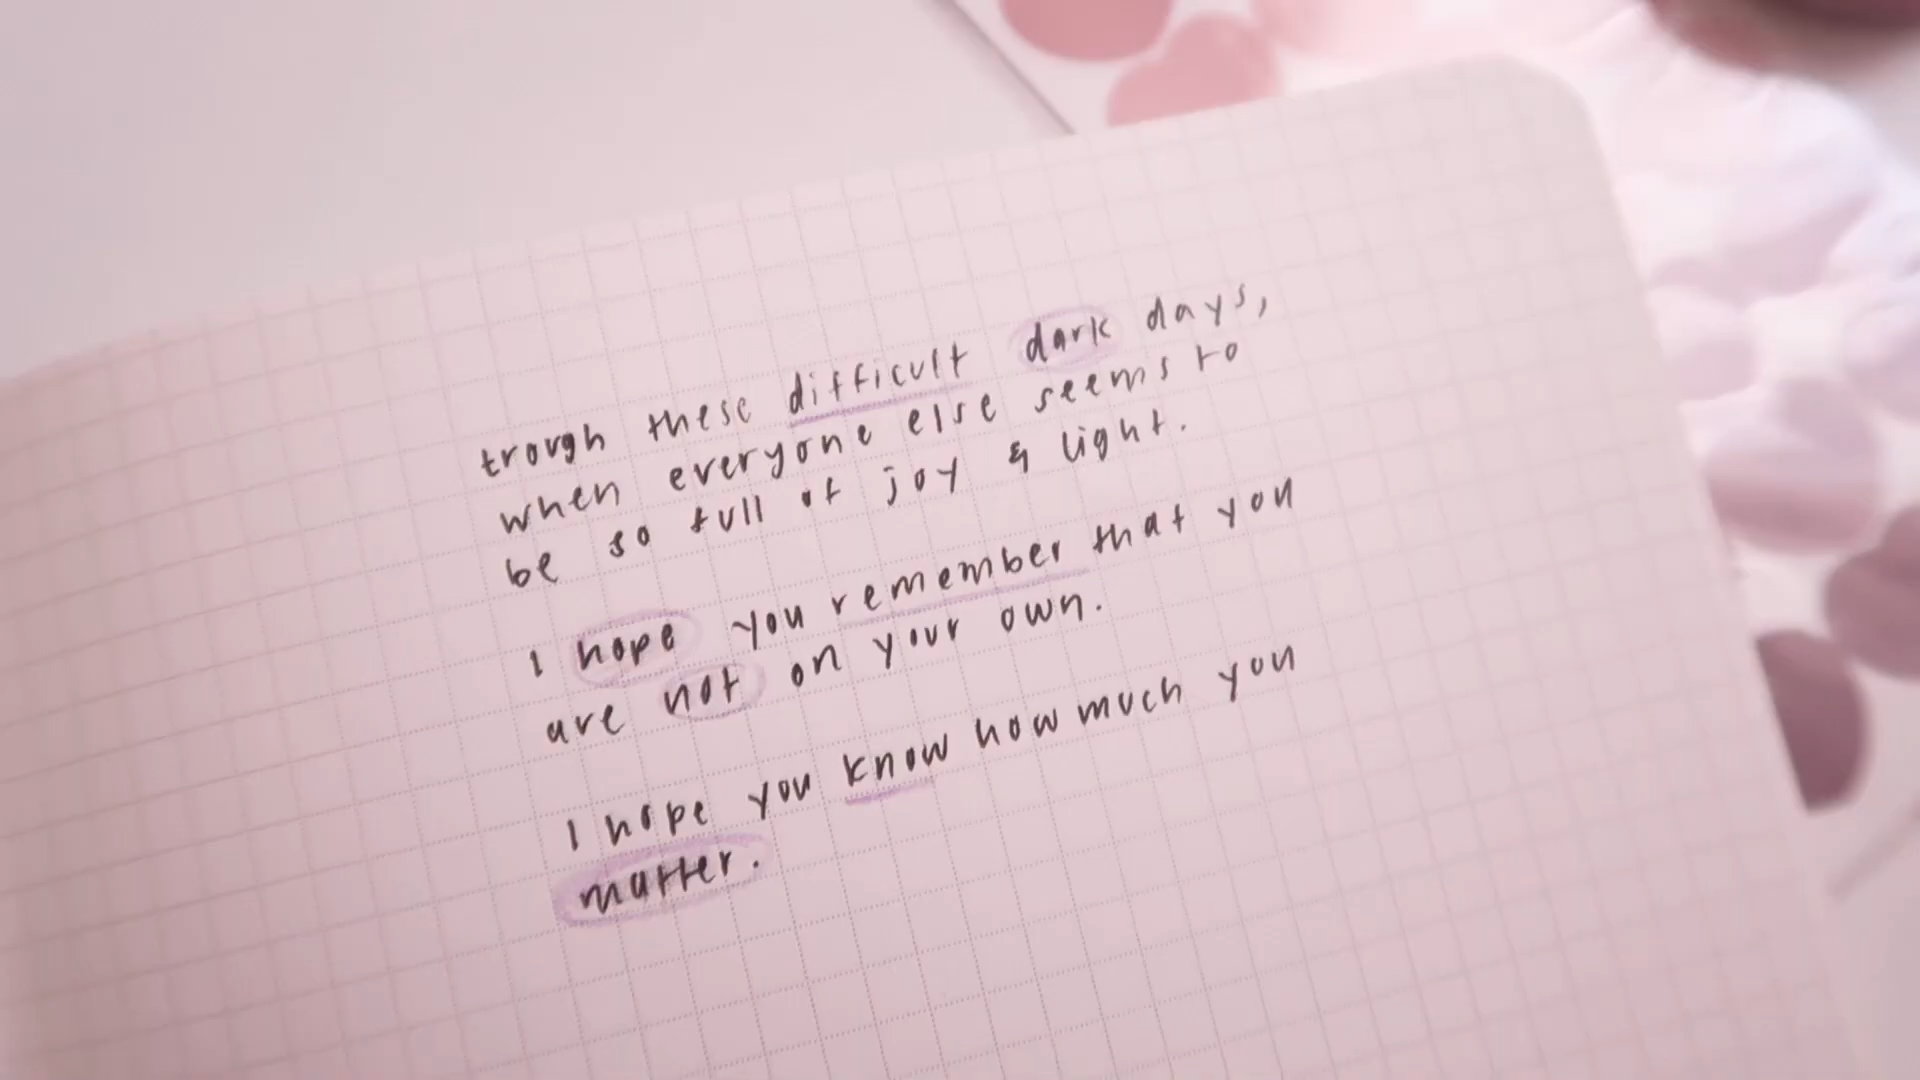 trough these difficult dark days,
when everyone else seems to
be so full of joy & light.
I hope you remember that you
are not on your own.
I hope you know how much you
matter.